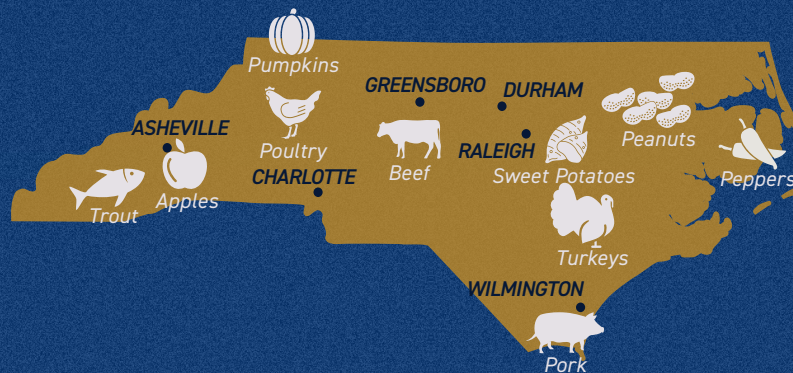 Pumpkins
GREENSBORO
DURHAM
ASHEVILLE
Poultry
Beef
RALEIGH
Peanuts
CHARLOTTE
Sweet Potatoes
Peppers
Trout
Apples
Turkeys
WILMINGTON
Pork